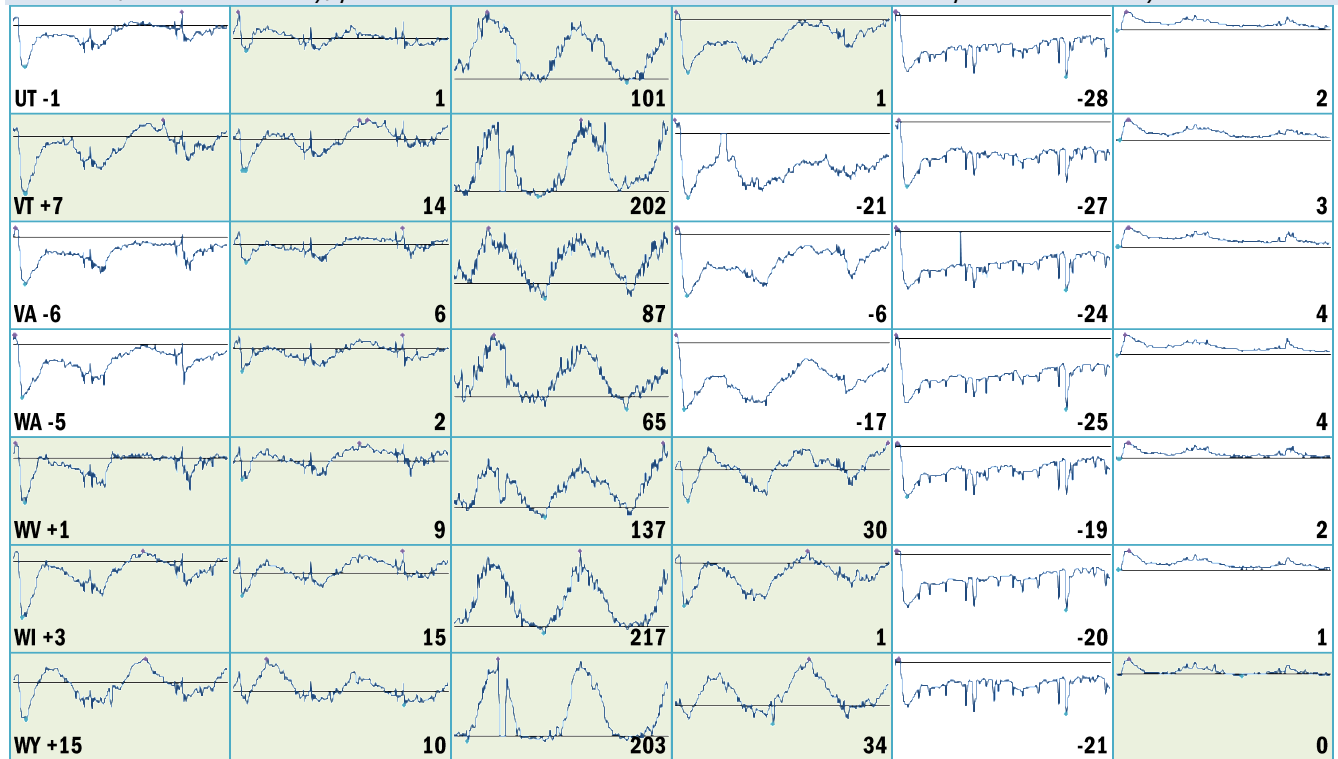 UT -1 1 101 1 -28 2
VT +7 14 202 -21 -27 3
VA -6 6 87 -6 -24 4
WA -5 2 65 -17 -25 4
WV +1 9 137 30 -19 2
WI +3 15 217 1 -20 1
WY +15 10 203 34 -21 0